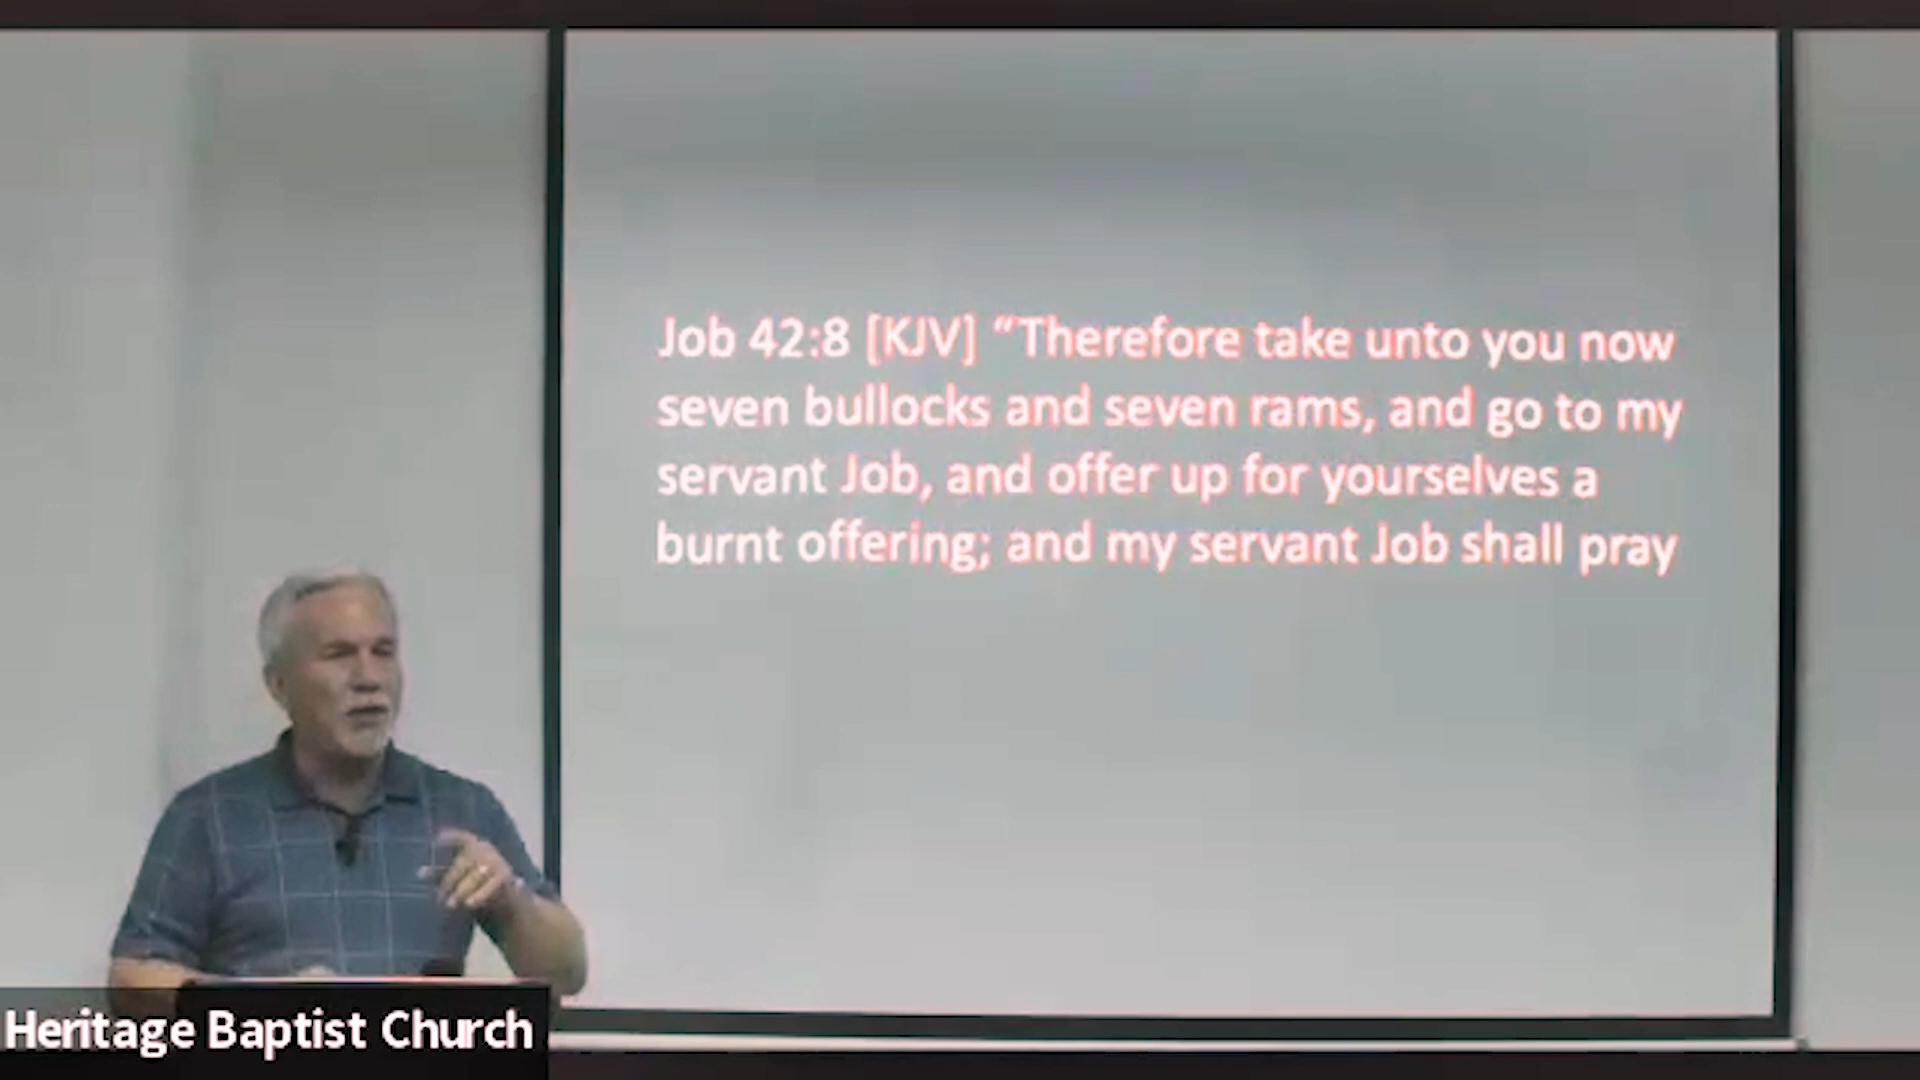 Job 42:8 [KJV] “Therefore take unto you now
seven bullocks and seven rams, and go to my
servant Job, and offer up for yourselves a
burnt offering; and my servant Job shall pray
Heritage Baptist Church